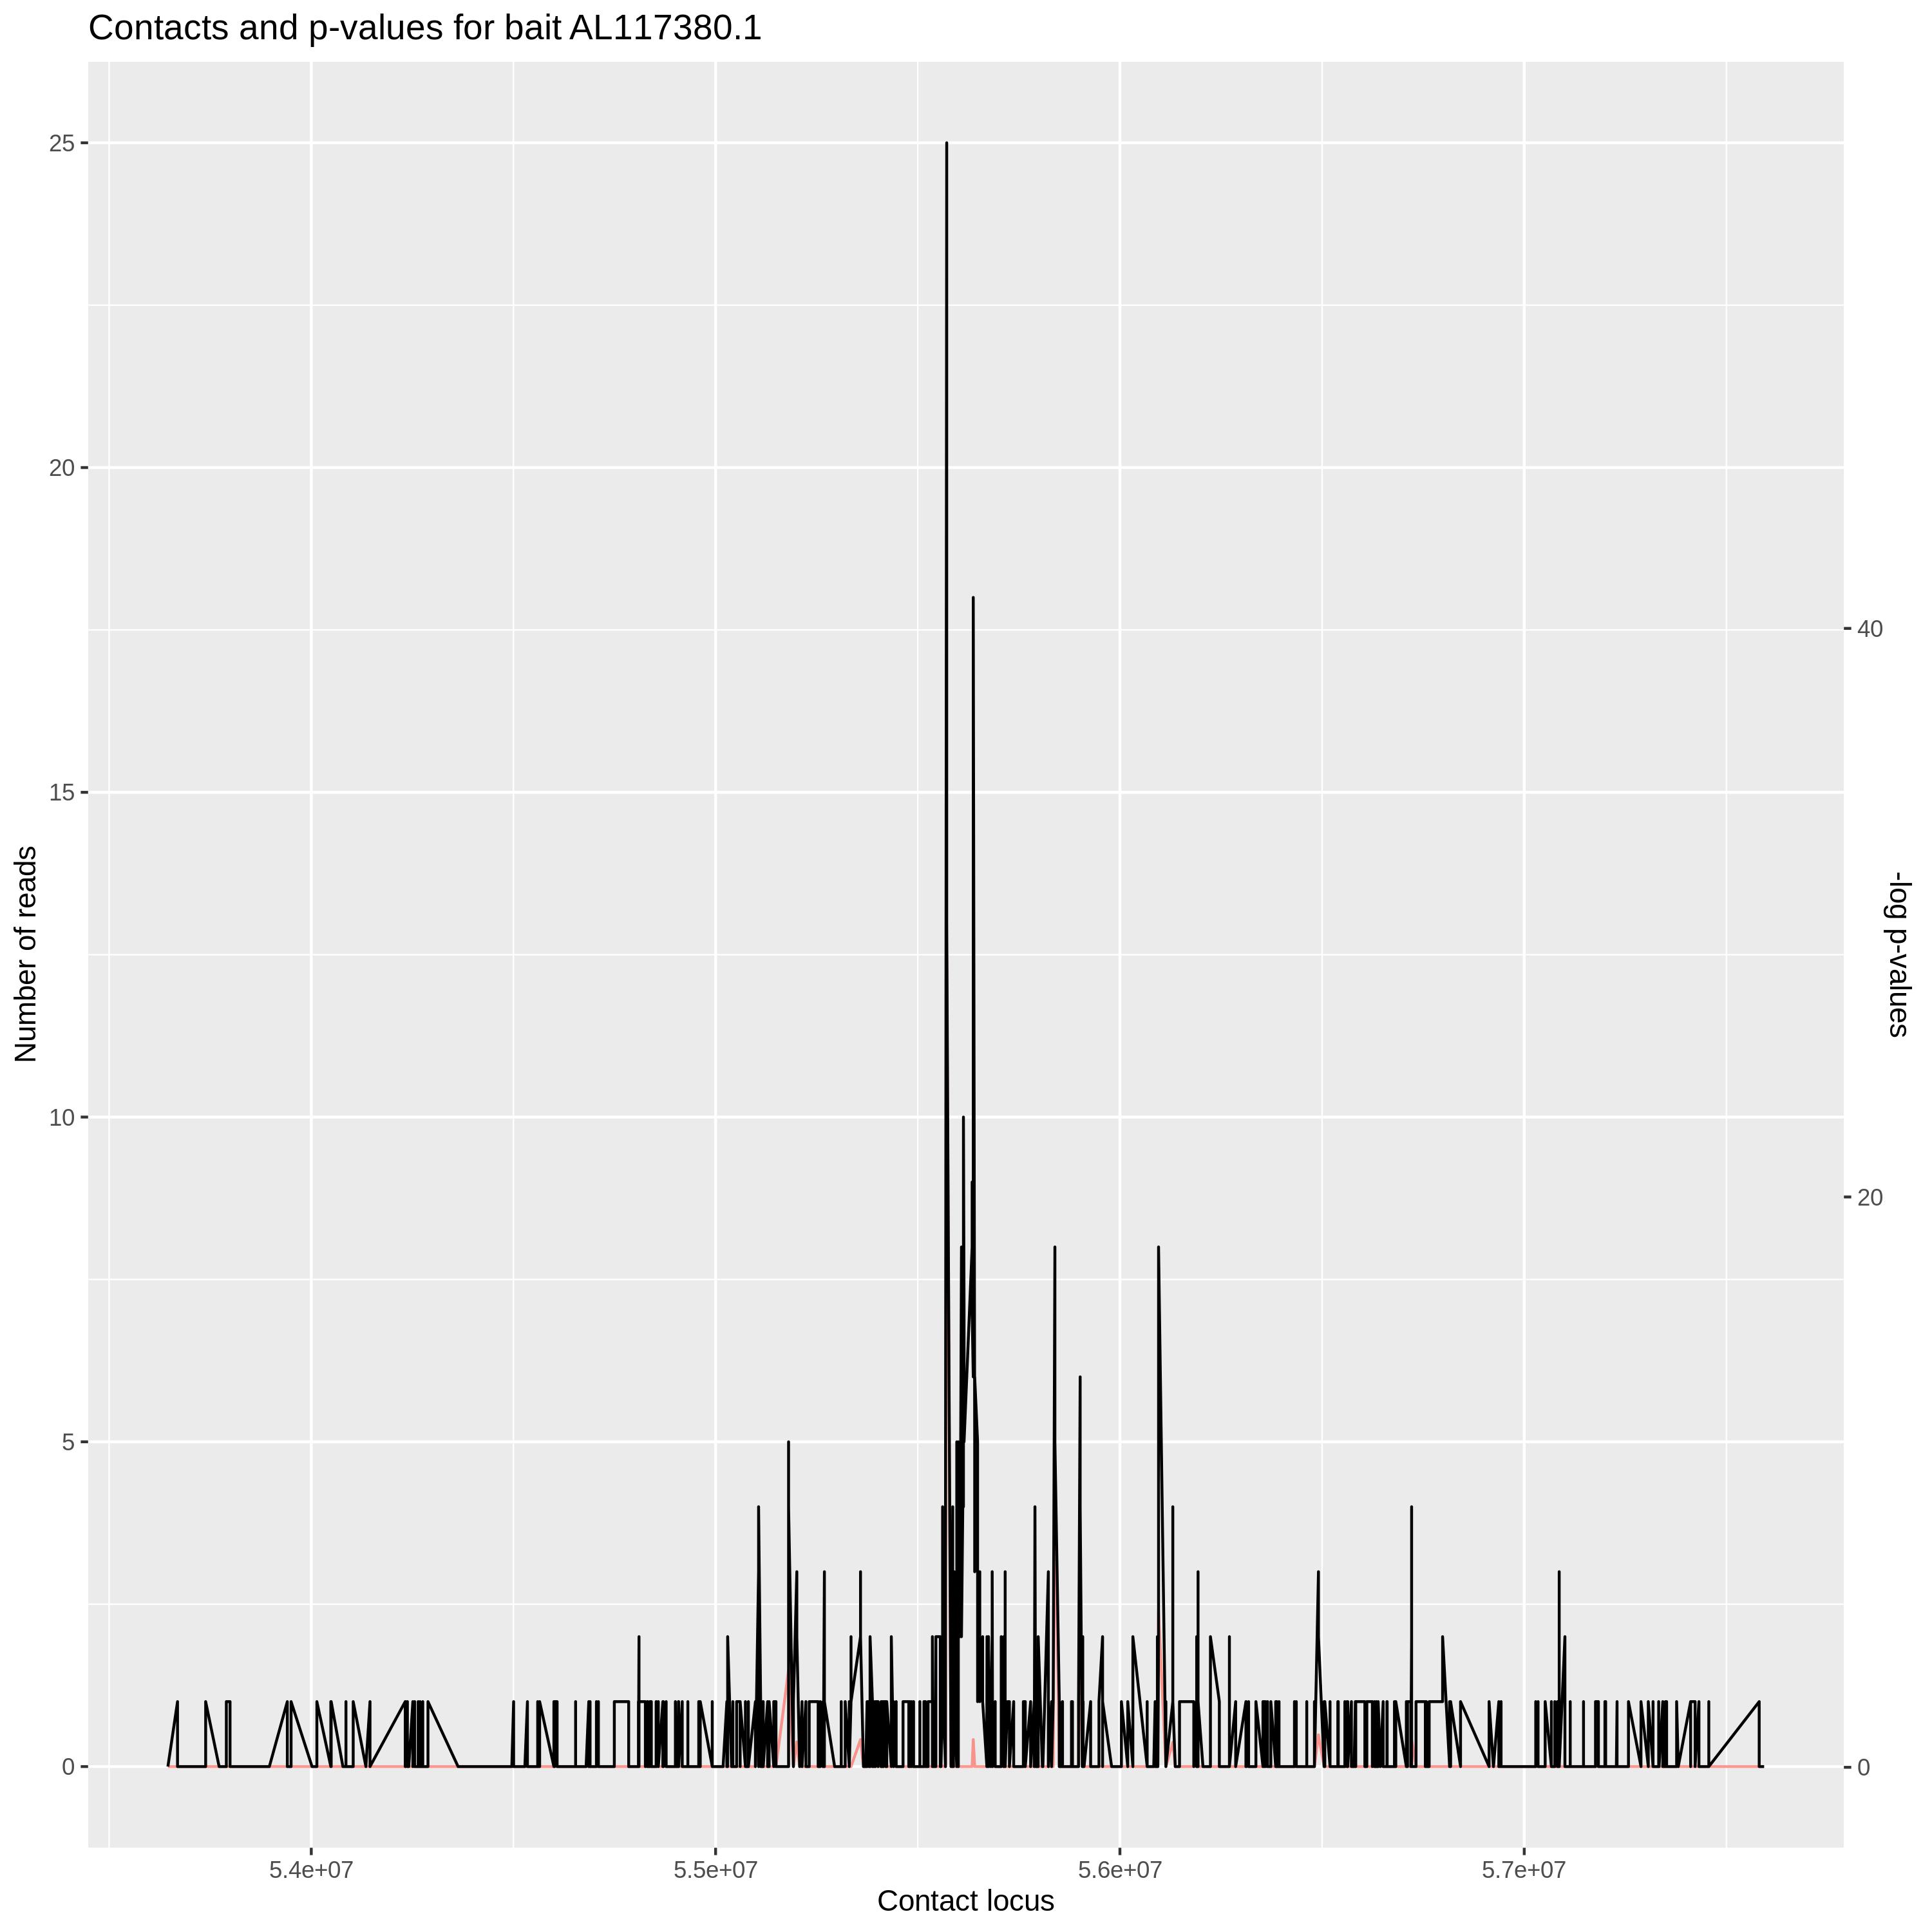 Contacts and p-values for bait AL117380.1
25
20
15
10
5
0
Number of reads
40
20
0
-log p-values
5.4e+07
5.5e+07
5.6e+07
5.7e+07
Contact locus